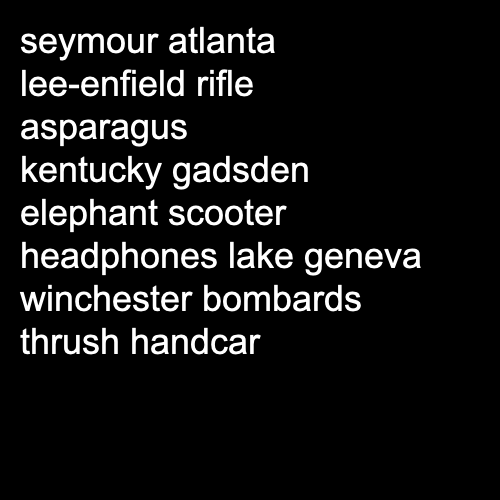 seymour atlanta
lee-enfield rifle
asparagus
kentucky gadsden
elephant scooter
headphones lake geneva
winchester bombards
thrush handcar